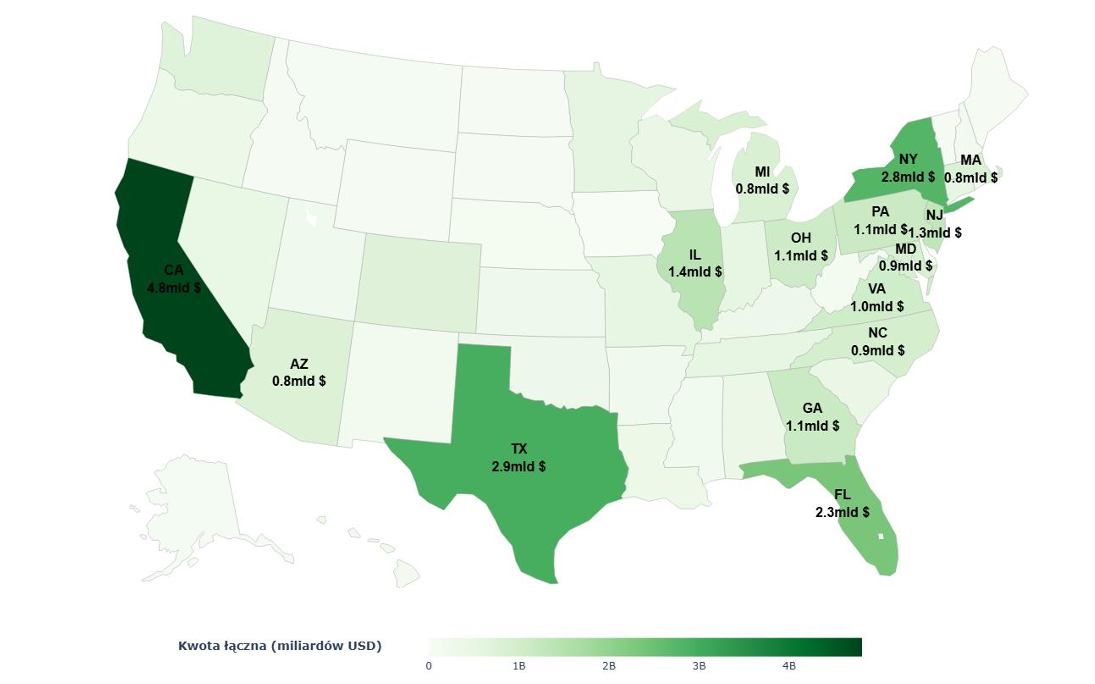 NY
2.8mld $
MA
0.8mld $
MI
0.8mld $
PA
1.1mld $
NJ
1.3mld $
OH
1.1mld $
MD
0.9mld $
IL
1.4mld $
CA
4.8mld $
VA
1.0mld $
NC
0.9mld $
AZ
0.8mld $
GA
1.1mld $
TX
2.9mld $
FL
2.3mld $
Kwota łączna (miliardów USD)
0 1B 2B 3B 4B